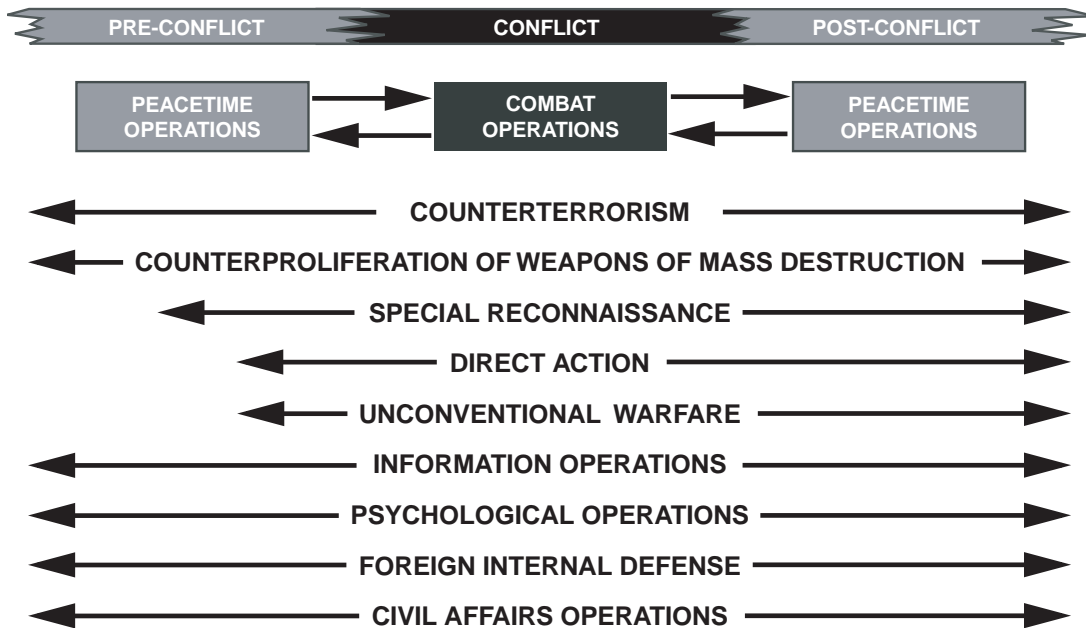 PRE-CONFLICT CONFLICT POST-CONFLICT
PEACETIME OPERATIONS
COMBAT OPERATIONS
PEACETIME OPERATIONS
COUNTERTERRORISM
COUNTERPROLIFERATION OF WEAPONS OF MASS DESTRUCTION
SPECIAL RECONNAISSANCE
DIRECT ACTION
UNCONVENTIONAL WARFARE
INFORMATION OPERATIONS
PSYCHOLOGICAL OPERATIONS
FOREIGN INTERNAL DEFENSE
CIVIL AFFAIRS OPERATIONS